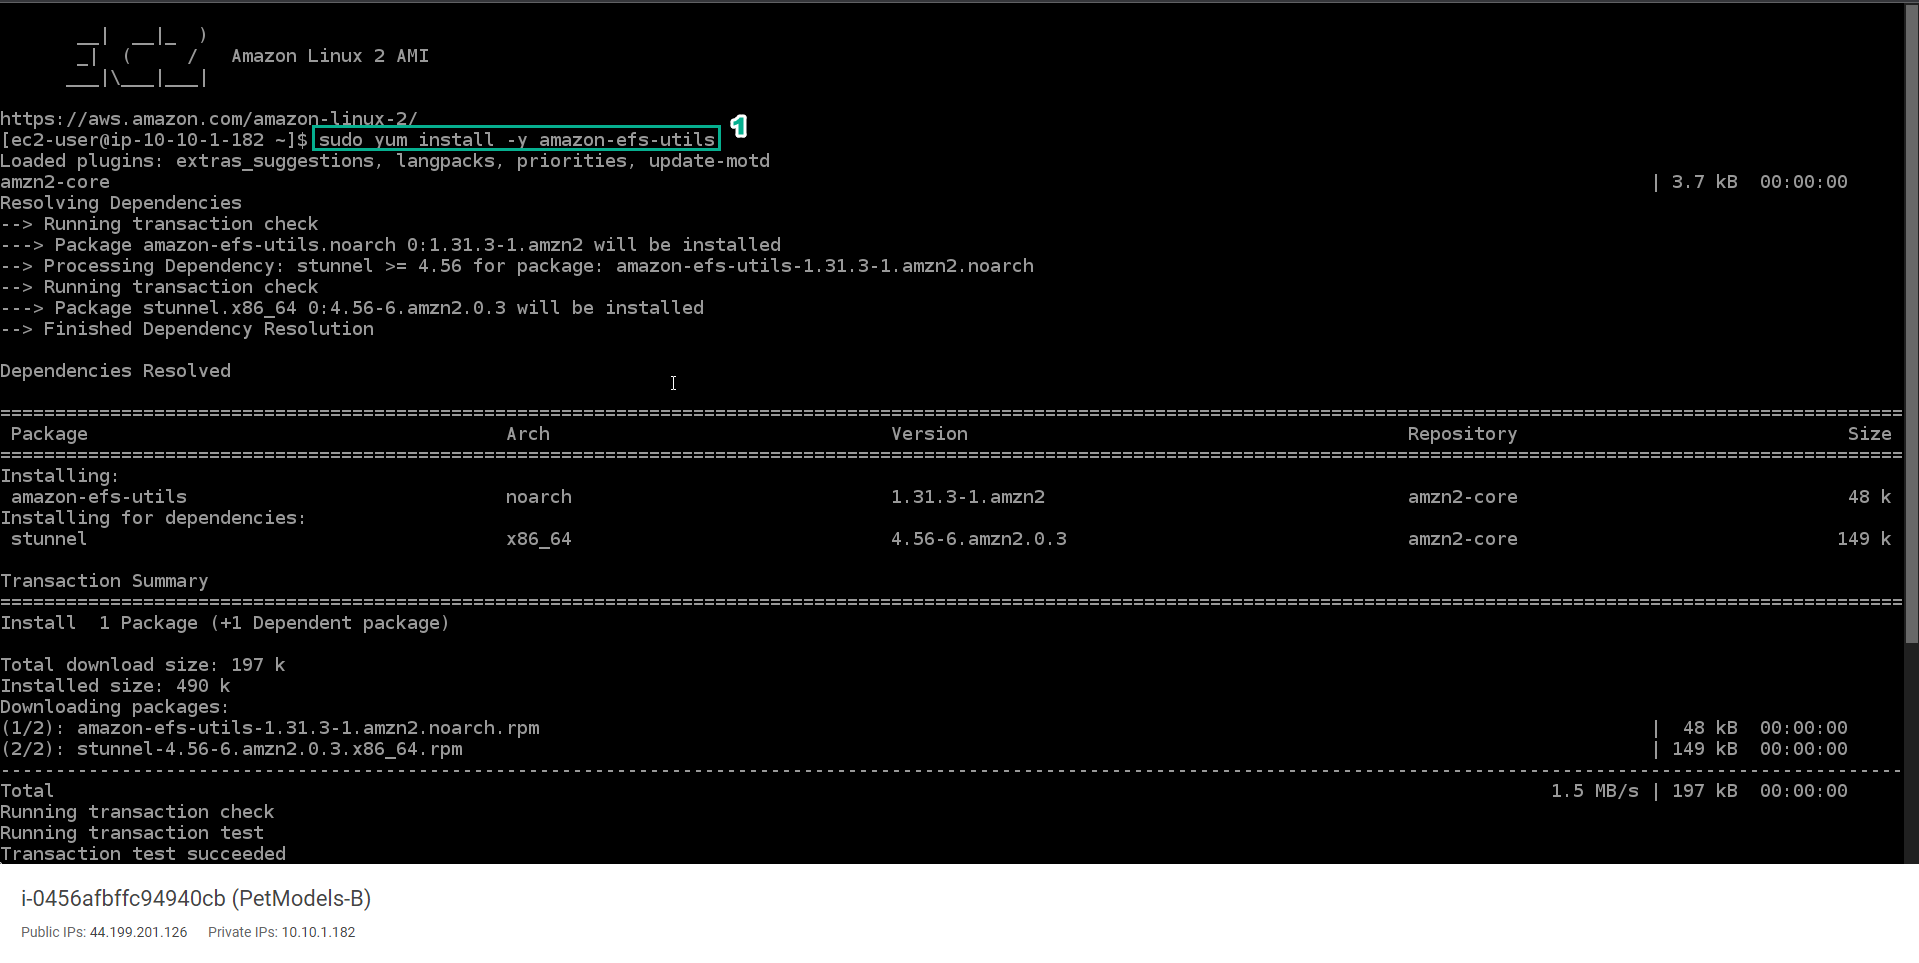 __|  __|_  )
_|  (     /   Amazon Linux 2 AMI
___|\___|___|
https://aws.amazon.com/amazon-linux-2/
[ec2-user@ip-10-10-1-182 ~]$ sudo yum install -y amazon-efs-utils 1
Loaded plugins: extras_suggestions, langpacks, priorities, update-motd
amzn2-core | 3.7 kB  00:00:00
Resolving Dependencies
--> Running transaction check
---> Package amazon-efs-utils.noarch 0:1.31.3-1.amzn2 will be installed
--> Processing Dependency: stunnel >= 4.56 for package: amazon-efs-utils-1.31.3-1.amzn2.noarch
--> Running transaction check
---> Package stunnel.x86_64 0:4.56-6.amzn2.0.3 will be installed
--> Finished Dependency Resolution
Dependencies Resolved
Package Arch Version Repository Size
Installing:
amazon-efs-utils noarch 1.31.3-1.amzn2 amzn2-core 48 k
Installing for dependencies:
stunnel x86_64 4.56-6.amzn2.0.3 amzn2-core 149 k
Transaction Summary
Install  1 Package (+1 Dependent package)
Total download size: 197 k
Installed size: 490 k
Downloading packages:
(1/2): amazon-efs-utils-1.31.3-1.amzn2.noarch.rpm |  48 kB  00:00:00
(2/2): stunnel-4.56-6.amzn2.0.3.x86_64.rpm | 149 kB  00:00:00
Total 1.5 MB/s | 197 kB  00:00:00
Running transaction check
Running transaction test
Transaction test succeeded
i-0456afbffc94940cb (PetModels-B)
Public IPs: 44.199.201.126 Private IPs: 10.10.1.182